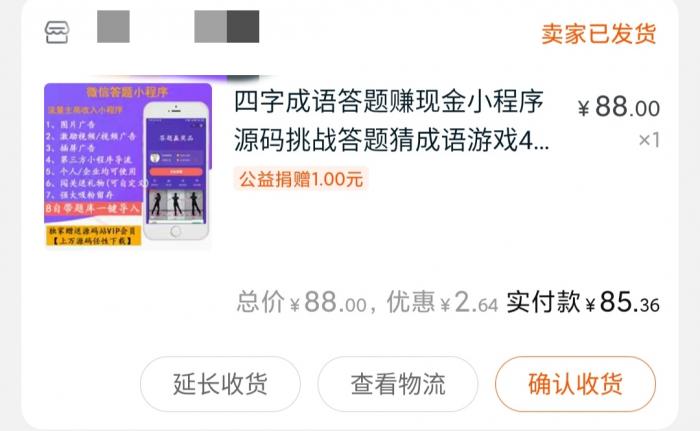 卖家已发货
微信答题小程序
流量主高收入小程序
1、图片广告
2、激励视频/视频广告
3、插屏广告
4、第三方小程序导流
5、个人/企业均可使用
6、闯关送礼物(可自定义)
7、强大吸粉留存
8自带题库一键导入
独家赠送源码站VIP会员
【上万源码任性下载】
答题赢奖品
四字成语答题赚现金小程序
源码挑战答题猜成语游戏4...
¥88.00
×1
公益捐赠1.00元
总价¥88.00, 优惠¥2.64 实付款¥85.36
延长收货
查看物流
确认收货